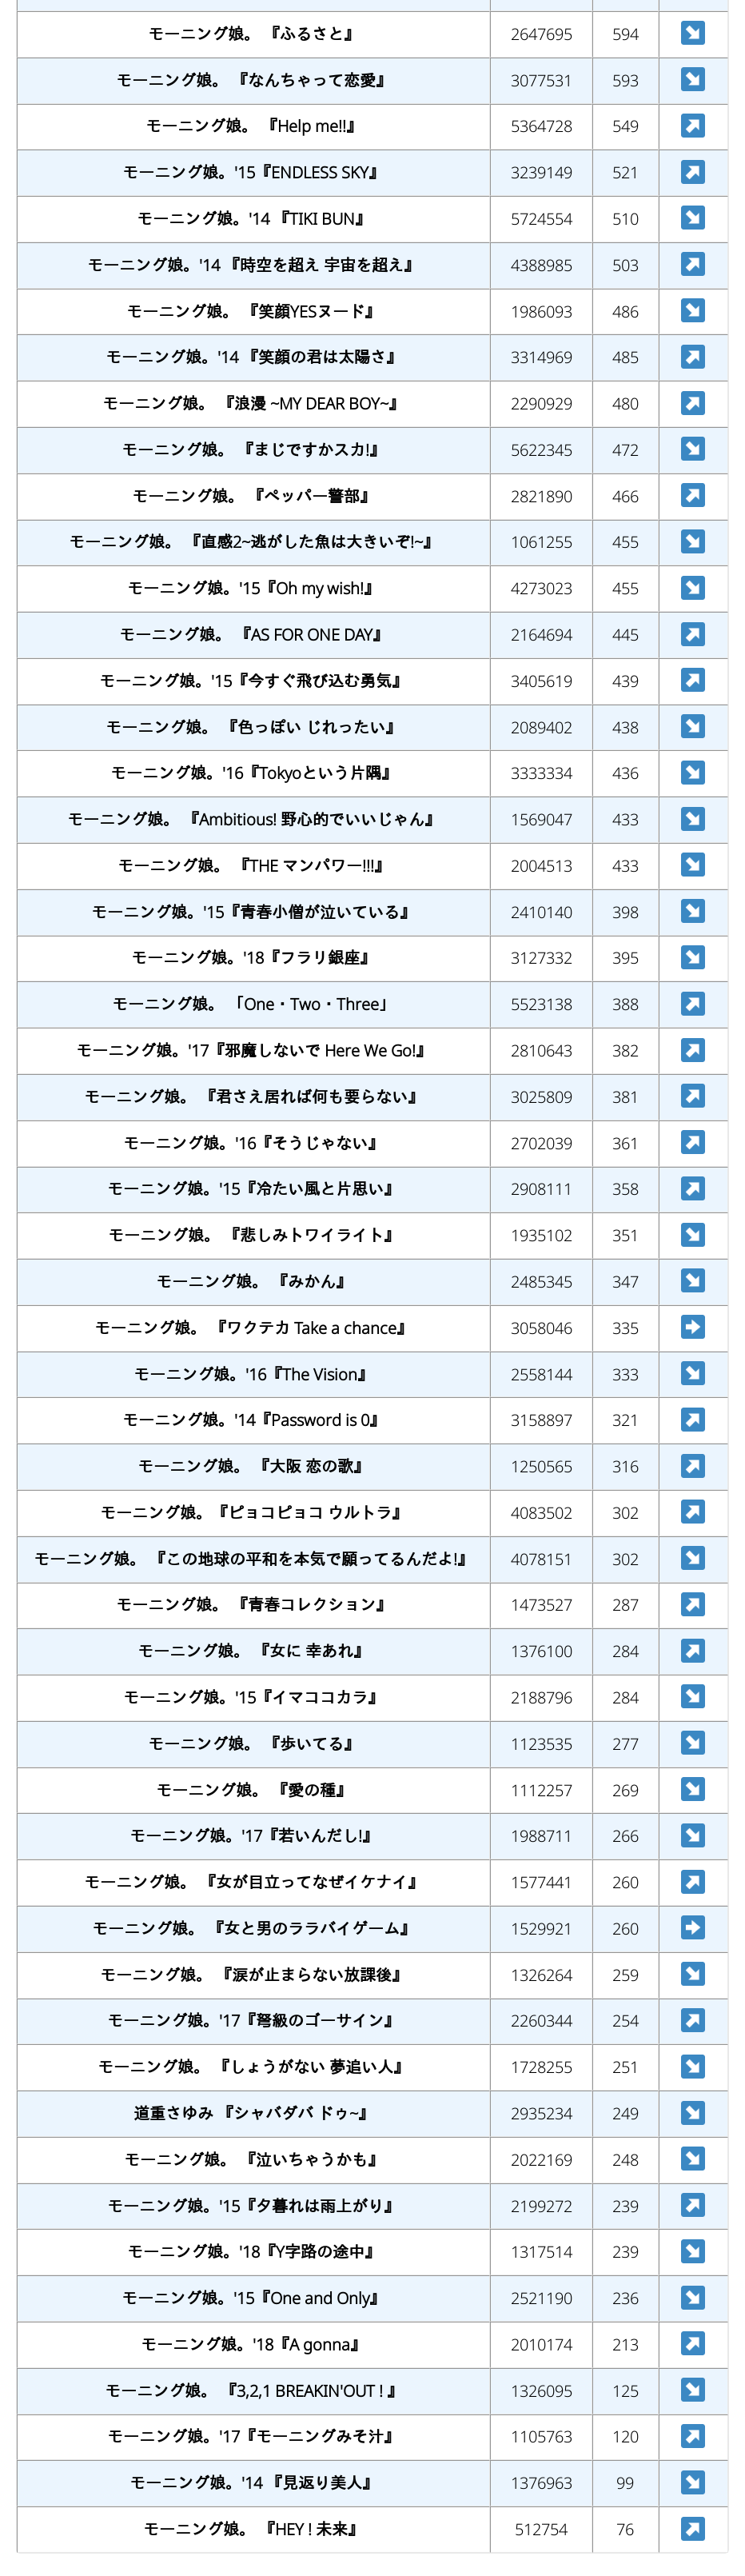 モーニング娘。 『ふるさと』 2647695 594 ↘
モーニング娘。 『なんちゃって恋愛』 3077531 593 ↘
モーニング娘。 『Help me!!』 5364728 549 ↗
モーニング娘。'15『ENDLESS SKY』 3239149 521 ↗
モーニング娘。'14 『TIKI BUN』 5724554 510 ↘
モーニング娘。'14 『時空を超え 宇宙を超え』 4388985 503 ↗
モーニング娘。 『笑顔YESヌード』 1986093 486 ↘
モーニング娘。'14 『笑顔の君は太陽さ』 3314969 485 ↗
モーニング娘。 『浪漫 ~MY DEAR BOY~』 2290929 480 ↗
モーニング娘。 『まじですかスカ!』 5622345 472 ↘
モーニング娘。 『ペッパー警部』 2821890 466 ↗
モーニング娘。 『直感2~逃がした魚は大きいぞ!~』 1061255 455 ↘
モーニング娘。'15『Oh my wish!』 4273023 455 ↘
モーニング娘。 『AS FOR ONE DAY』 2164694 445 ↗
モーニング娘。'15『今すぐ飛び込む勇気』 3405619 439 ↗
モーニング娘。 『色っぽい じれったい』 2089402 438 ↘
モーニング娘。'16『Tokyoという片隅』 3333334 436 ↘
モーニング娘。 『Ambitious! 野心的でいいじゃん』 1569047 433 ↘
モーニング娘。 『THE マンパワー!!!』 2004513 433 ↘
モーニング娘。'15『青春小僧が泣いている』 2410140 398 ↘
モーニング娘。'18『フラリ銀座』 3127332 395 ↘
モーニング娘。 「One・Two・Three」 5523138 388 ↗
モーニング娘。'17『邪魔しないで Here We Go!』 2810643 382 ↗
モーニング娘。 『君さえ居れば何も要らない』 3025809 381 ↗
モーニング娘。'16『そうじゃない』 2702039 361 ↗
モーニング娘。'15『冷たい風と片思い』 2908111 358 ↗
モーニング娘。 『悲しみトワイライト』 1935102 351 ↘
モーニング娘。 『みかん』 2485345 347 ↘
モーニング娘。 『ワクテカ Take a chance』 3058046 335 →
モーニング娘。'16『The Vision』 2558144 333 ↘
モーニング娘。'14『Password is 0』 3158897 321 ↗
モーニング娘。 『大阪 恋の歌』 1250565 316 ↗
モーニング娘。『ピョコピョコ ウルトラ』 4083502 302 ↗
モーニング娘。 『この地球の平和を本気で願ってるんだよ!』 4078151 302 ↘
モーニング娘。 『青春コレクション』 1473527 287 ↗
モーニング娘。 『女に 幸あれ』 1376100 284 ↗
モーニング娘。'15『イマココカラ』 2188796 284 ↘
モーニング娘。 『歩いてる』 1123535 277 ↘
モーニング娘。 『愛の種』 1112257 269 ↘
モーニング娘。'17『若いんだし!』 1988711 266 ↘
モーニング娘。 『女が目立ってなぜイケナイ』 1577441 260 ↗
モーニング娘。 『女と男のララバイゲーム』 1529921 260 →
モーニング娘。 『涙が止まらない放課後』 1326264 259 ↘
モーニング娘。'17『弩級のゴーサイン』 2260344 254 ↗
モーニング娘。 『しょうがない 夢追い人』 1728255 251 ↘
道重さゆみ 『シャバダバ ドゥ~』 2935234 249 ↘
モーニング娘。 『泣いちゃうかも』 2022169 248 ↘
モーニング娘。'15『夕暮れは雨上がり』 2199272 239 ↗
モーニング娘。'18『Y字路の途中』 1317514 239 ↘
モーニング娘。'15『One and Only』 2521190 236 ↘
モーニング娘。'18『A gonna』 2010174 213 ↗
モーニング娘。 『3,2,1 BREAKIN'OUT ! 』 1326095 125 ↘
モーニング娘。'17『モーニングみそ汁』 1105763 120 ↗
モーニング娘。'14 『見返り美人』 1376963 99 ↘
モーニング娘。 『HEY ! 未来』 512754 76 ↗